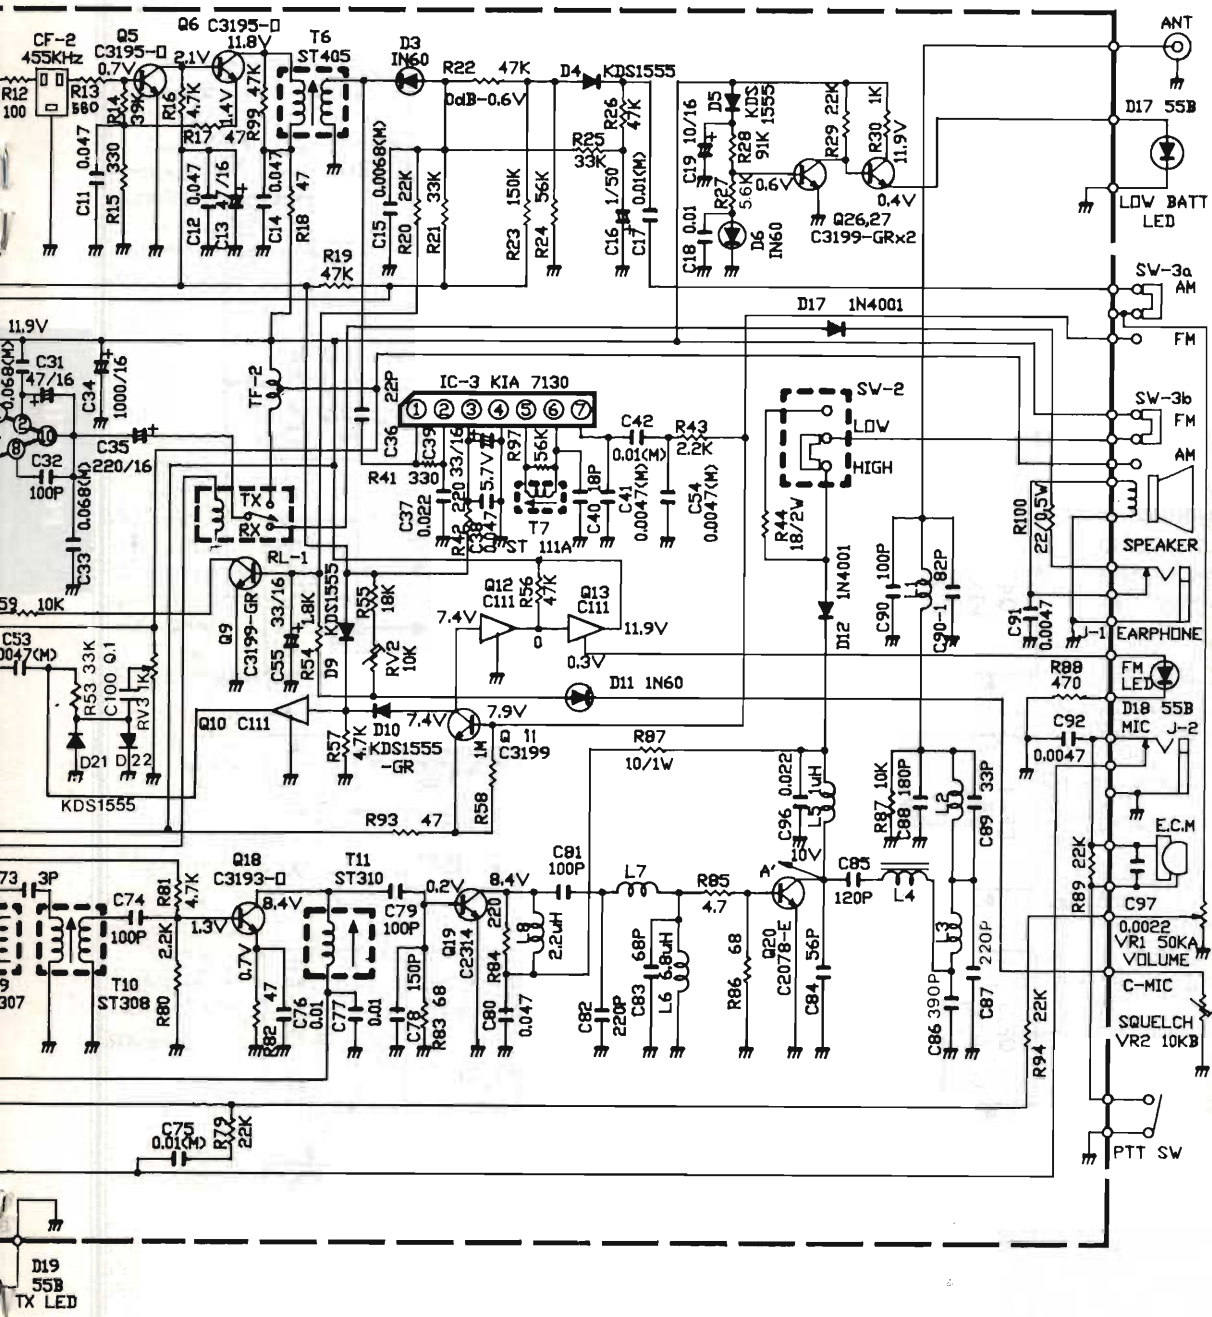 ANT
Q6 C3195-O
Q5
C3195-O
CF-2
455KHz
0.7V
2.1V
11.8V
T6
ST405
D3
IN60
R22 47K
0dB-0.6V
D4 KDS1555
R12
100
R13
560
R14
39K
R16
4.7K
1.4V
R99 47K
R17 47
R26
47K
R25
33K
D5
KDS
1555
C19 10/16
R28
91K
R27
5.6K
R29 22K
R30 1K
11.9V
0.6V
0.4V
Q26,27
C3199-GRx2
D6
IN60
C18 0.01
D17 55B
LOW BATT
LED
C11 0.047
R15 330
C12 0.047
C13 47/16
C14 0.047
R18 47
C15 0.0068(M)
R20 22K
R21 33K
R23 150K
R24 56K
C16 1/50
C17 0.01(M)
R19
47K
SW-3a
AM
FM
D17 1N4001
11.9V
0.068(M)
C31
47/16
C34
1000/16
TF-2
22P
C36
IC-3 KIA 7130
1 2 3 4 5 6 7
SW-2
LOW
HIGH
SW-3b
FM
AM
2
8
10
C32
100P
C35
220/16
0.068(M)
C33
TX
RX
RL-1
R41 330
C39
33/16
5.7V
R97
56K
C37
0.022
R42 220
C38
0.047
T7
ST 111A
C40 18P
C41
0.0047(M)
C42
0.01(M)
R43
2.2K
C54
0.0047(M)
R44
18/2W
R100
22/0.5W
SPEAKER
59 10K
Q9
C3199-GR
C55 33/16
R54 1.8K
KDS1555
D9
R55
18K
RV2
10K
Q12
C111
7.4V
R56
47K
0
Q13
C111
11.9V
0.3V
D12 1N4001
C90 100P
L1
82P
C90-1
C91
0.0047
J-1 EARPHONE
C53
0047(M)
R53 33K
C100 0.1
RV3 1K
D21
D22
KDS1555
Q10 C111
R57
4.7K
D10
KDS1555
-GR
7.4V
7.9V
D11 1N60
Q 11
C3199
1M
R58
R93 47
R87
10/1W
R88
470
FM
LED
D18 55B
MIC J-2
C92
0.0047
C96 0.022
L5 1uH
R87 10K
C88 180P
L2
C89 33P
E.C.M
R89 22K
73
3P
C74
100P
R81
4.7K
Q18
C3193-O
8.4V
1.3V
0.7V
T11
ST310
C79
100P
0.2V
8.4V
Q19
C2314
R84 220
L8
2.2uH
C81
100P
L7
R85
4.7
A'
10V
C85
120P
L4
L3
220P
C87
C97
0.0022
VR1 50KA
VOLUME
C-MIC
SQUELCH
VR2 10KB
9
307
T10
ST308
R80 2.2K
R82 47
C76
0.01
C77 0.01
C78 150P
R83 68
C80
0.047
C82
220P
C83 68P
L6 6.8uH
R86 68
Q20
C2078-E
C84 56P
C86 390P
R94 22K
C75
0.01(M)
R79
22K
PTT SW
D19
55B
TX LED